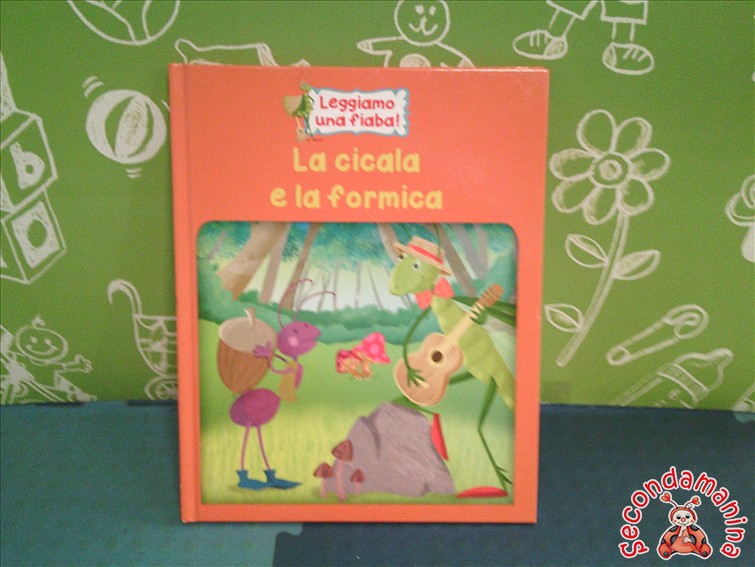 Leggiamo
una fiaba!
La cicala
e la formica
secondamanina